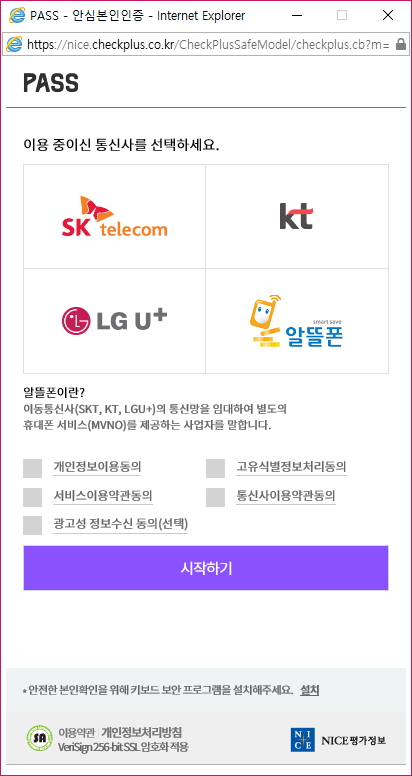 PASS - 안심본인인증 - Internet Explorer
https://nice.checkplus.co.kr/CheckPlusSafeModel/checkplus.cb?m=
PASS
이용 중이신 통신사를 선택하세요.
SK telecom
kt
LG U+
smart save
알뜰폰
알뜰폰이란?
이동통신사(SKT, KT, LGU+)의 통신망을 임대하여 별도의
휴대폰 서비스(MVNO)를 제공하는 사업자를 말합니다.
개인정보이용동의 고유식별정보처리동의
서비스이용약관동의 통신사이용약관동의
광고성 정보수신 동의(선택)
시작하기
* 안전한 본인확인을 위해 키보드 보안 프로그램을 설치해주세요. 설치
SA 이용약관 | 개인정보처리방침
VeriSign 256-bit SSL 암호화 적용
NICE NICE평가정보